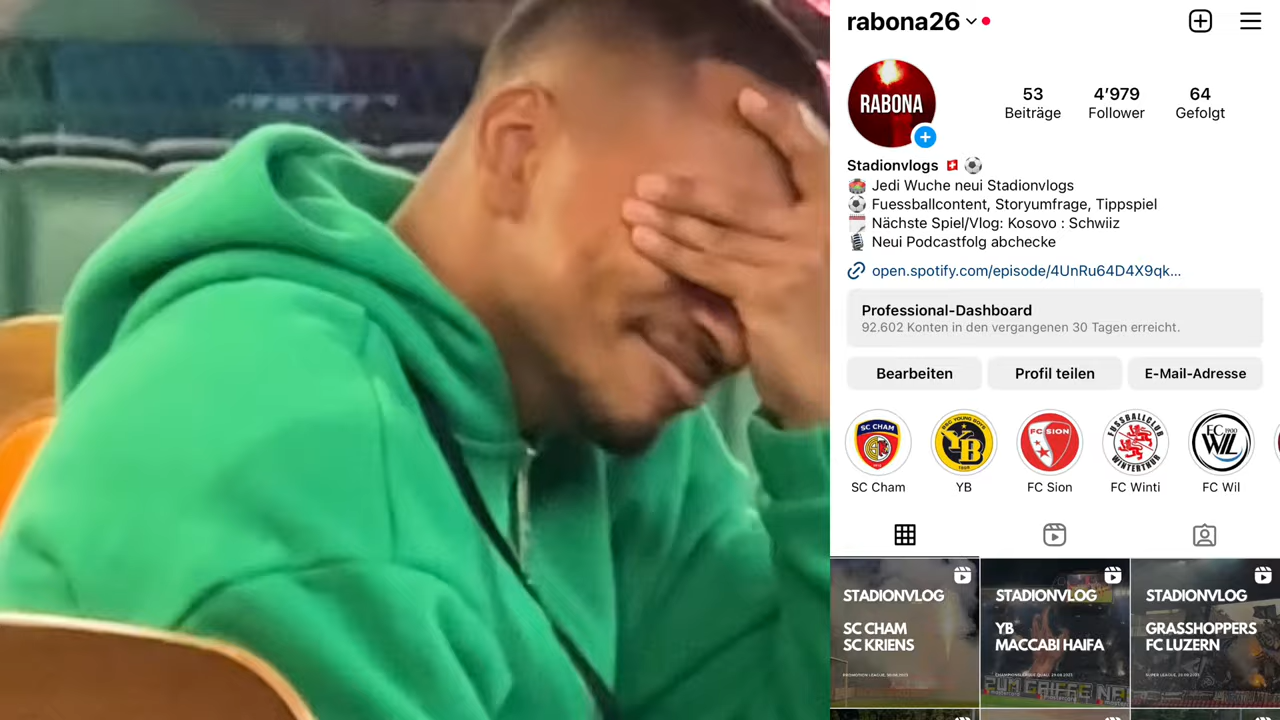 rabona26
RABONA
53
4’979
64
Beiträge
Follower
Gefolgt
Stadionvlogs
Jedi Wuche neui Stadionvlogs
Fuessballcontent, Storyumfrage, Tippspiel
Nächste Spiel/Vlog: Kosovo : Schwiiz
Neui Podcastfolg abchecke
open.spotify.com/episode/4UnRu64D4X9qk...
Professional-Dashboard
92.602 Konten in den vergangenen 30 Tagen erreicht.
Bearbeiten
Profil teilen
E-Mail-Adresse
SC CHAM
YOUNG BOYS
YB
1898
FC SION
FUSSBALLCLUB
WINTERTHUR
FC 1900
WIL
SC Cham
YB
FC Sion
FC Winti
FC Wil
STADIONVLOG
SC CHAM
SC KRIENS
STADIONVLOG
YB
MACCABI HAIFA
STADIONVLOG
GRASSHOPPERS
FC LUZERN